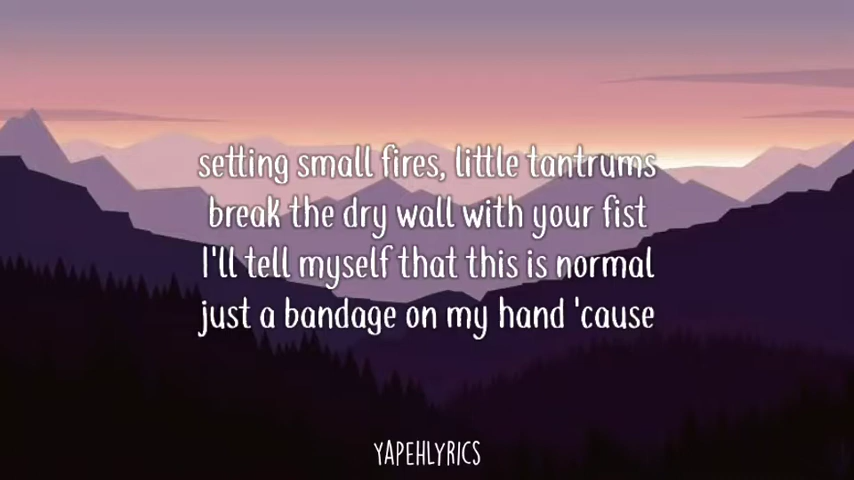 setting small fires, little tantrums
break the dry wall with your fist
I'll tell myself that this is normal
just a bandage on my hand 'cause
YAPEHLYRICS